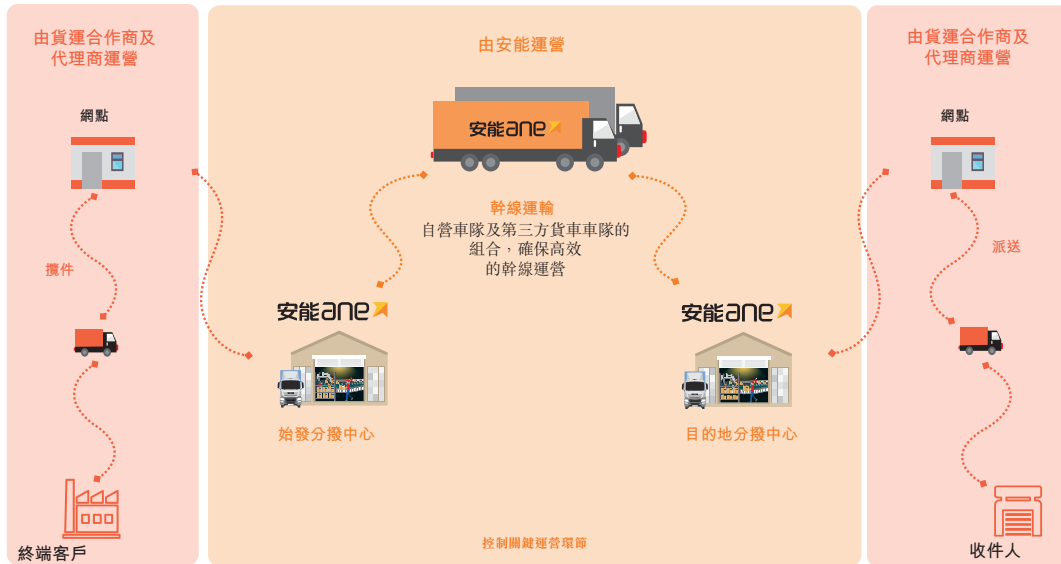 由貨運合作商及
代理商運營
網點
攬件
終端客戶
由安能運營
安能ane
幹線運輸
自營車隊及第三方貨車車隊的
組合，確保高效
的幹線運營
安能ane
始發分撥中心
安能ane
目的地分撥中心
控制關鍵運營環節
由貨運合作商及
代理商運營
網點
派送
收件人